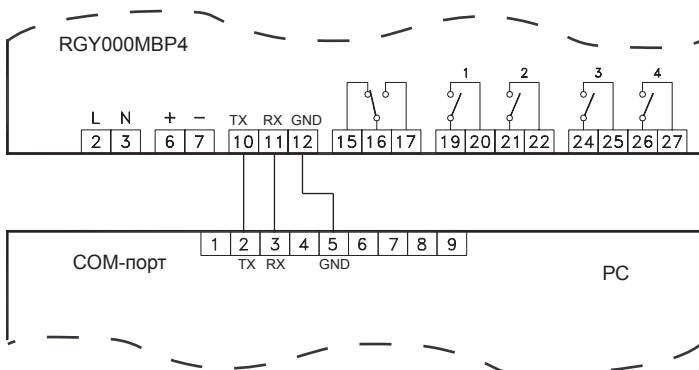 RGY000MBP4
1 2 3 4
L N + − TX RX GND
2 3 6 7 10 11 12 15 16 17 19 20 21 22 24 25 26 27
1 2 3 4 5 6 7 8 9
TX RX GND
COM-порт
PC